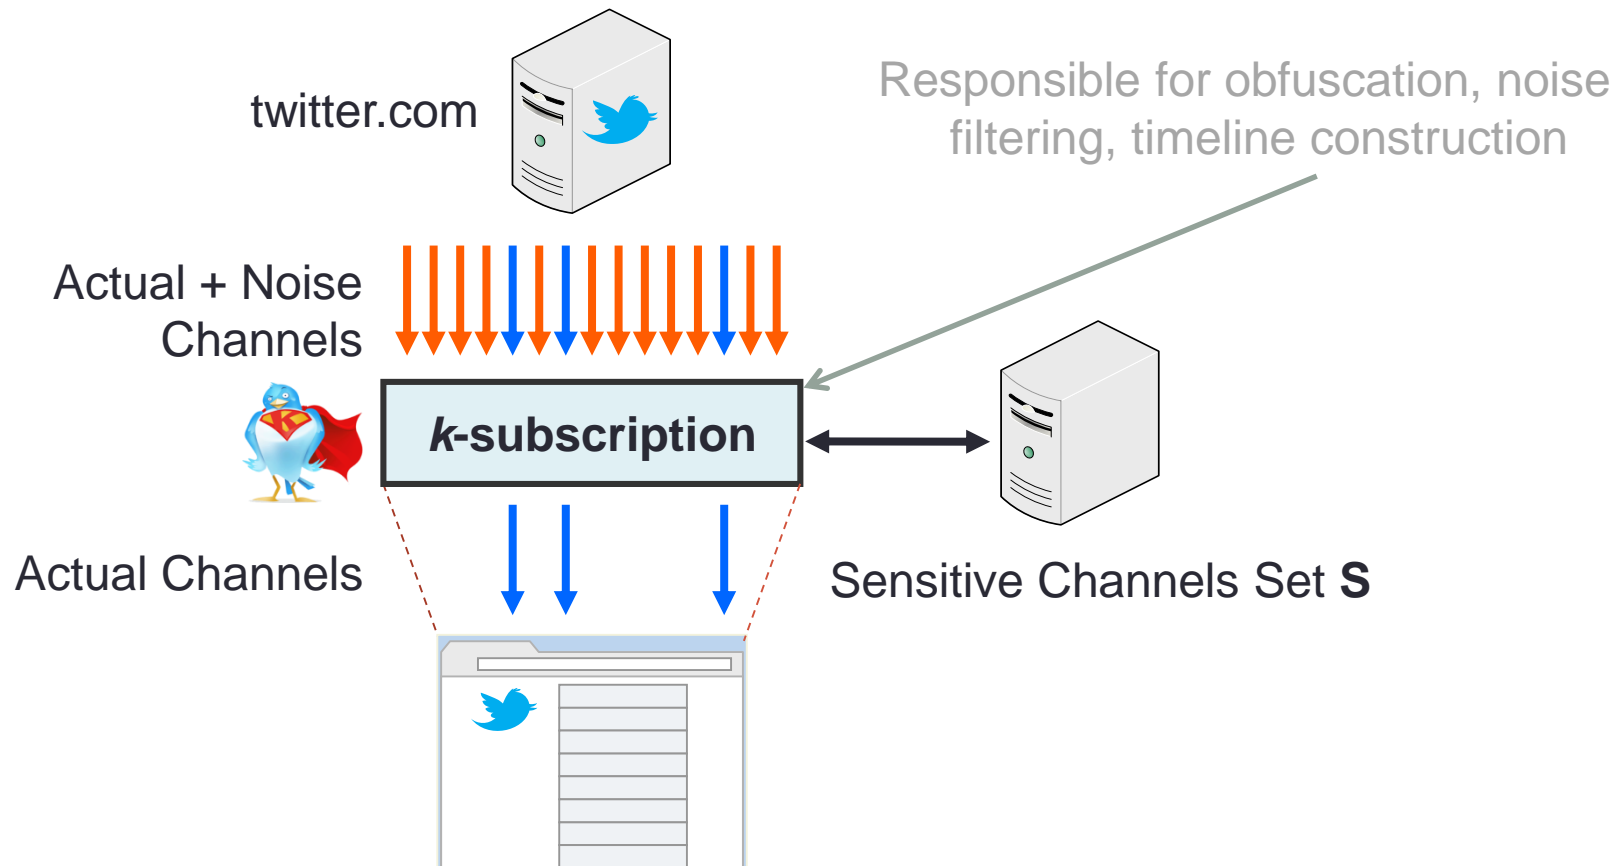 Responsible for obfuscation, noise
filtering, timeline construction
twitter.com
Actual + Noise
Channels
k-subscription
Actual Channels
Sensitive Channels Set S